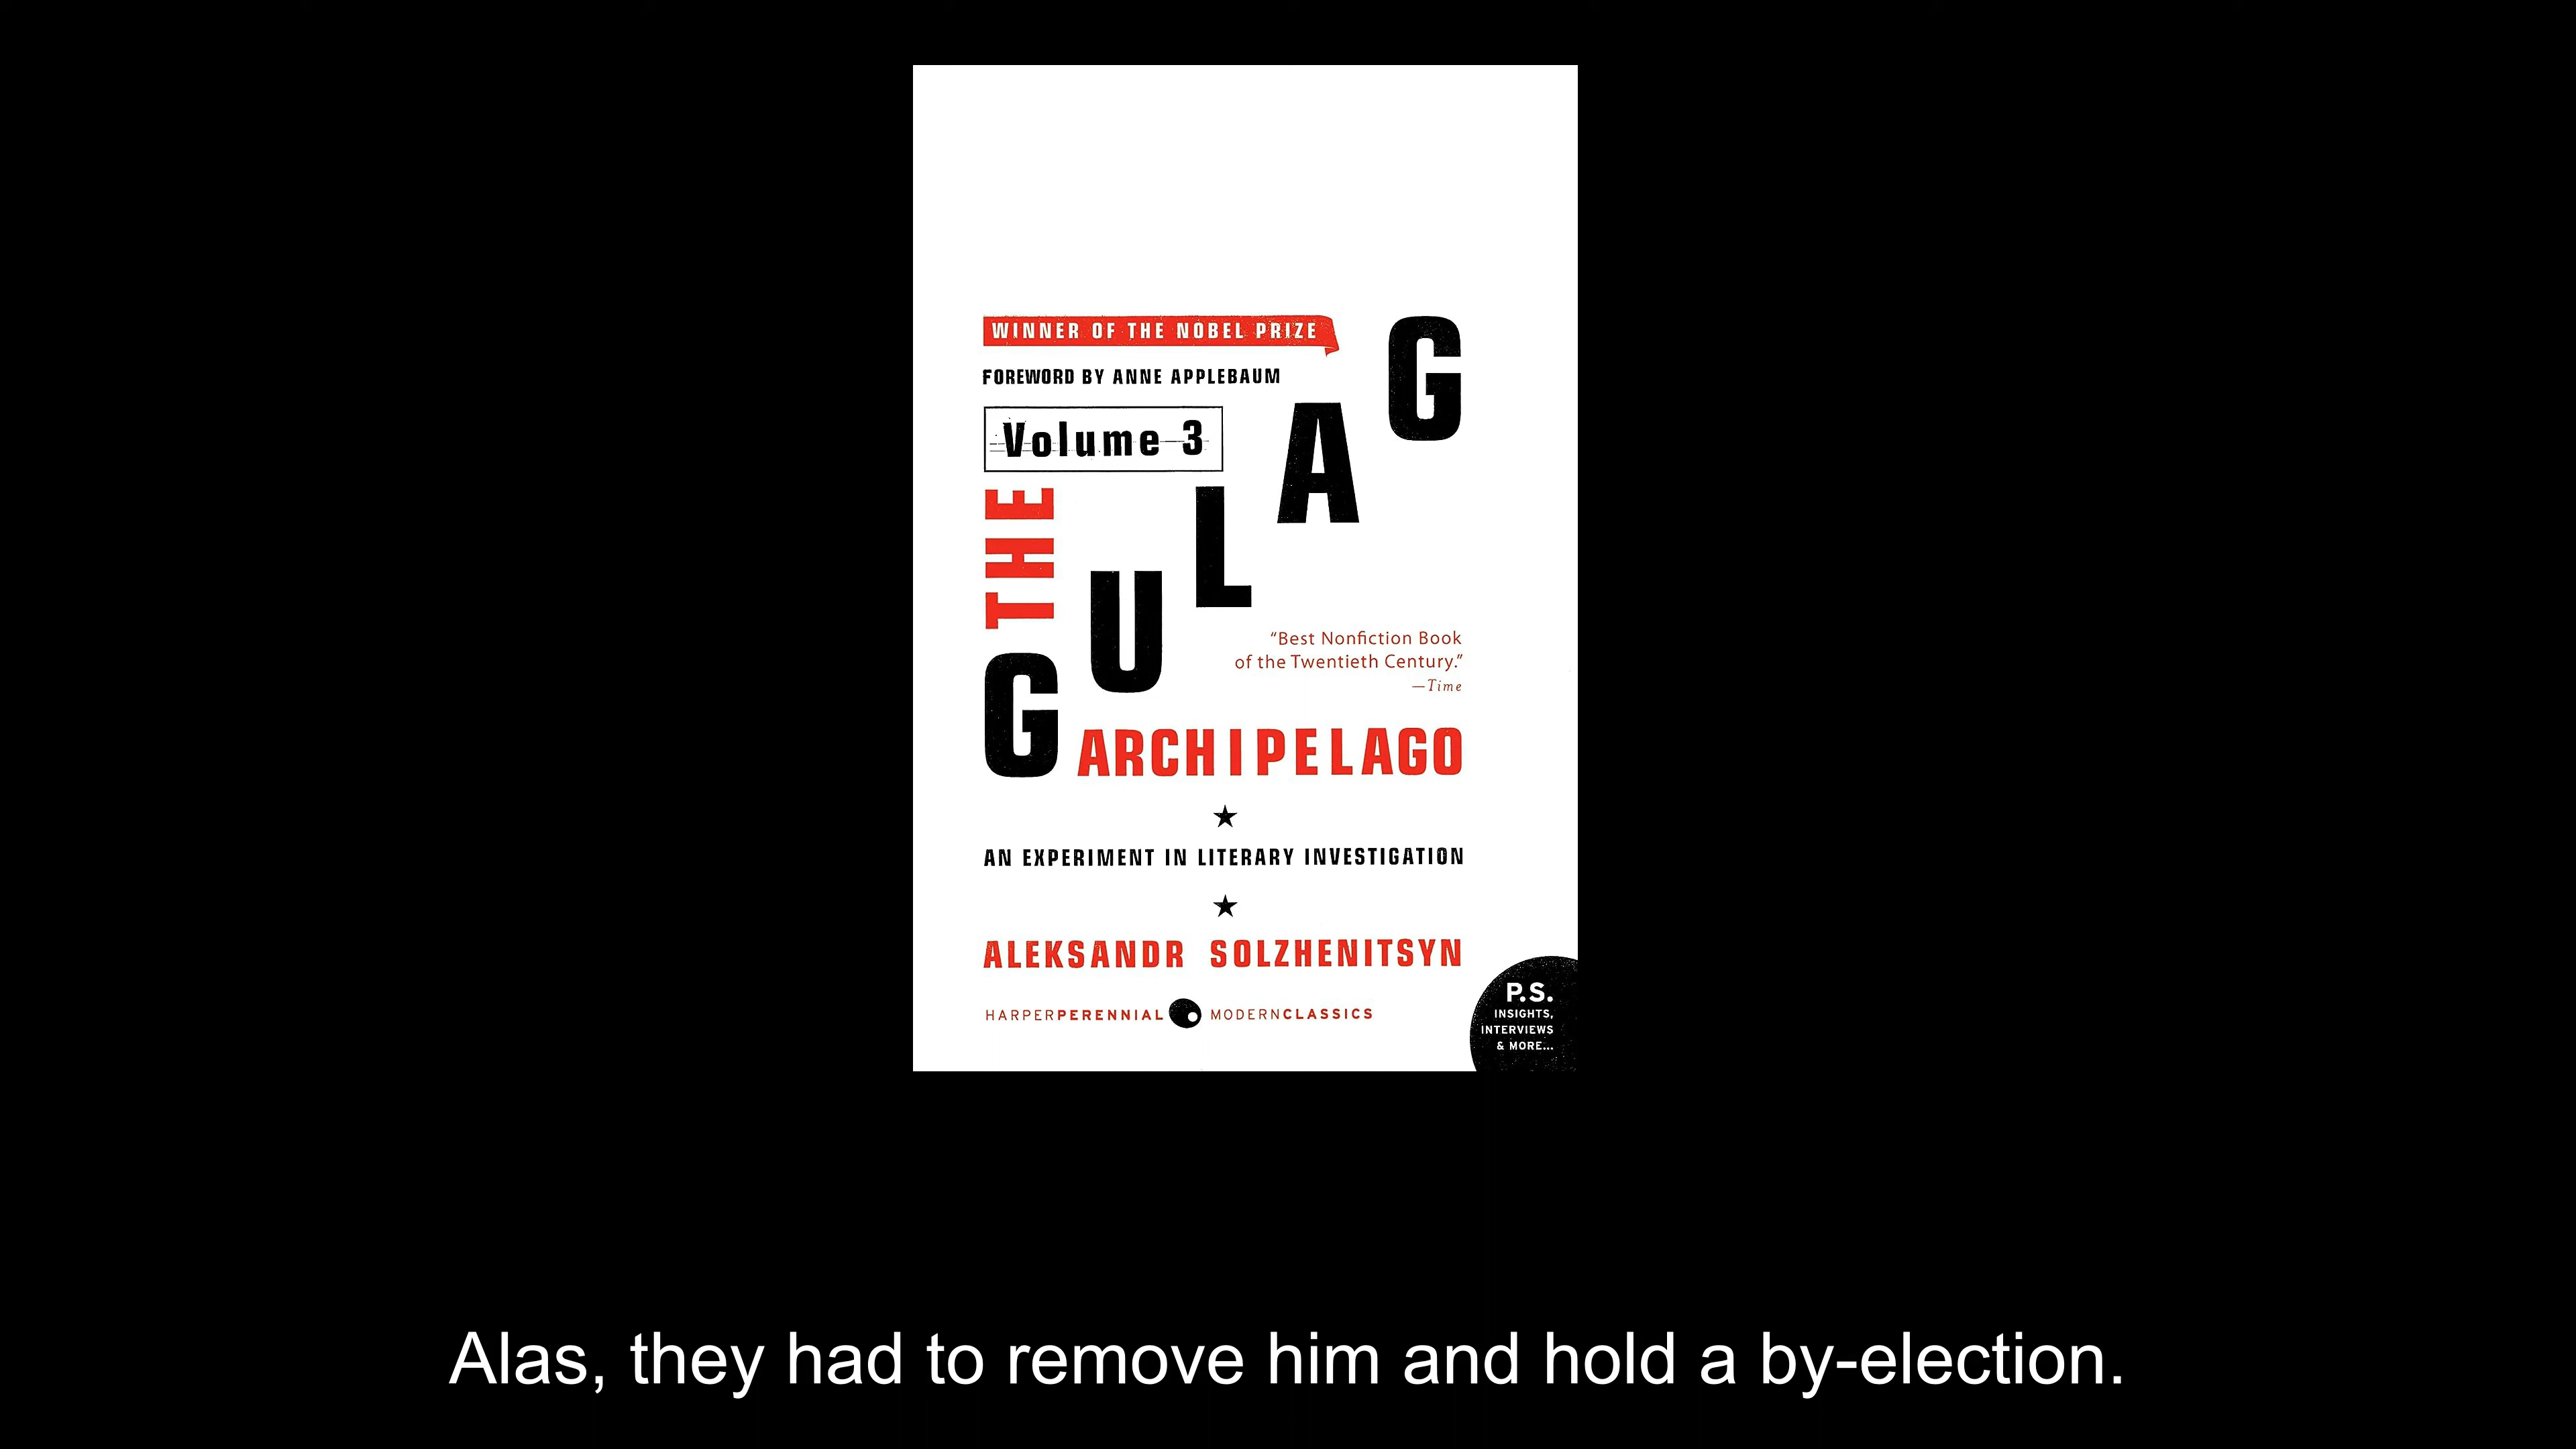 WINNER OF THE NOBEL PRIZE
FOREWORD BY ANNE APPLEBAUM
Volume 3
THE
GULAG
"Best Nonfiction Book
of the Twentieth Century."
—Time
ARCHIPELAGO
AN EXPERIMENT IN LITERARY INVESTIGATION
ALEKSANDR SOLZHENITSYN
HARPERPERENNIAL MODERNCLASSICS
P.S.
INSIGHTS,
INTERVIEWS
& MORE...
Alas, they had to remove him and hold a by-election.